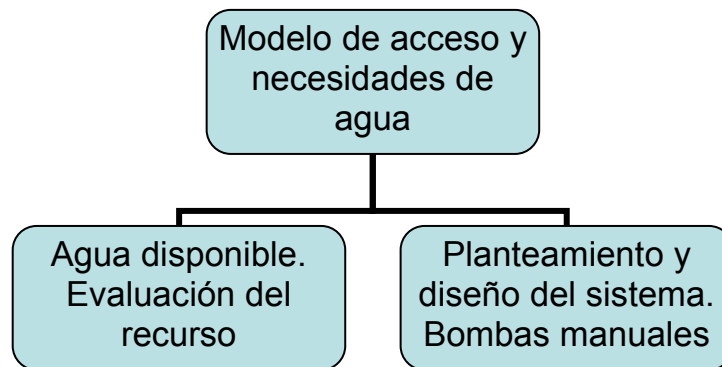 Modelo de acceso y
necesidades de
agua
Agua disponible.
Evaluación del
recurso
Planteamiento y
diseño del sistema.
Bombas manuales